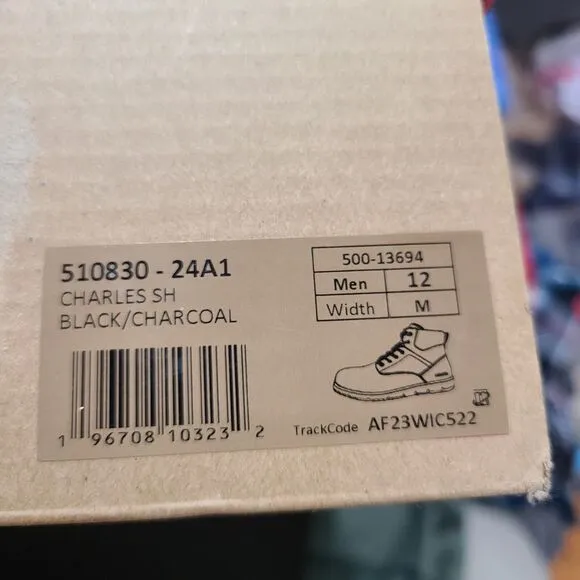 510830 - 24A1
CHARLES SH
BLACK/CHARCOAL
1 96708 10323 2
500-13694
Men 12
Width M
TrackCode AF23WIC522